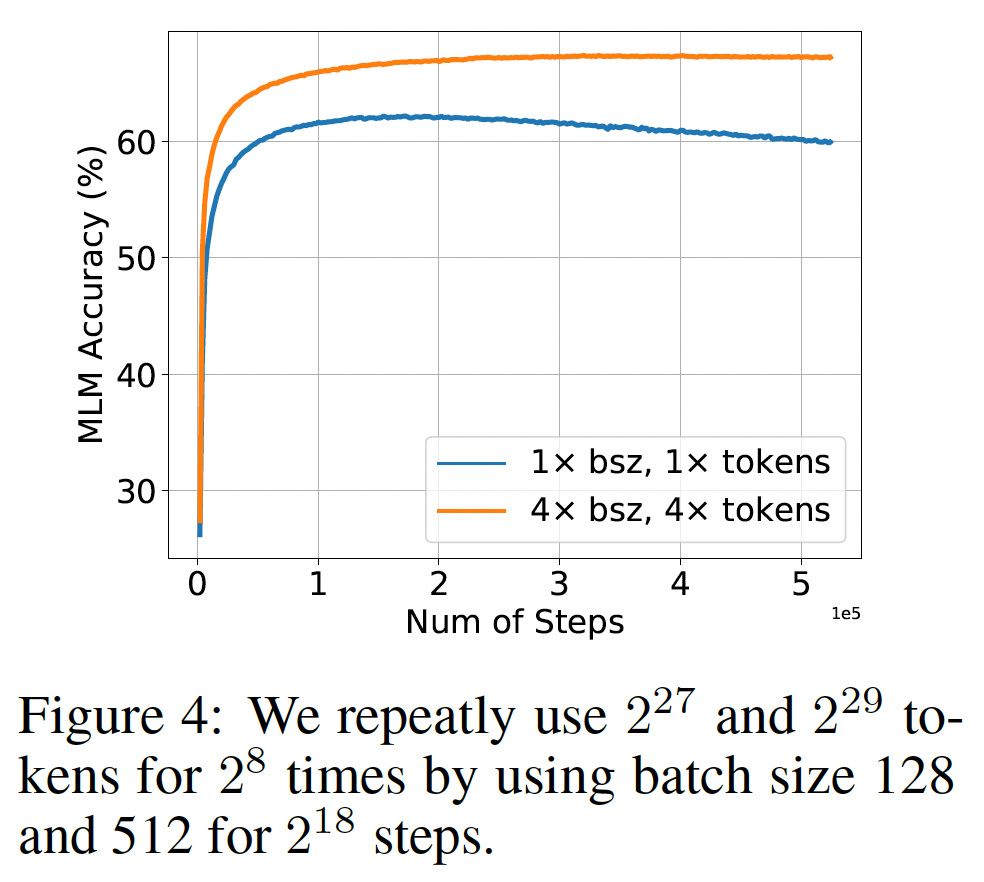 60
50
40
30
MLM Accuracy (%)
1× bsz, 1× tokens
4× bsz, 4× tokens
0 1 2 3 4 5
1e5
Num of Steps
Figure 4: We repeatly use 2^27 and 2^29 to-
kens for 2^8 times by using batch size 128
and 512 for 2^18 steps.